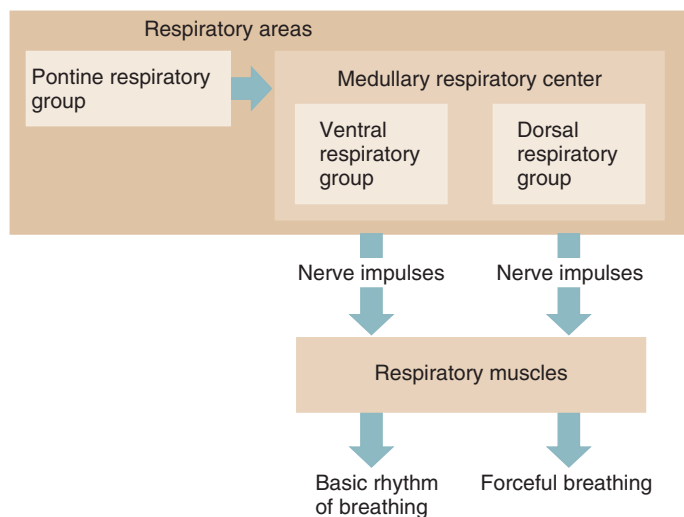 Respiratory areas
Pontine respiratory
group
Medullary respiratory center
Ventral
respiratory
group
Dorsal
respiratory
group
Nerve impulses
Nerve impulses
Respiratory muscles
Basic rhythm
of breathing
Forceful breathing